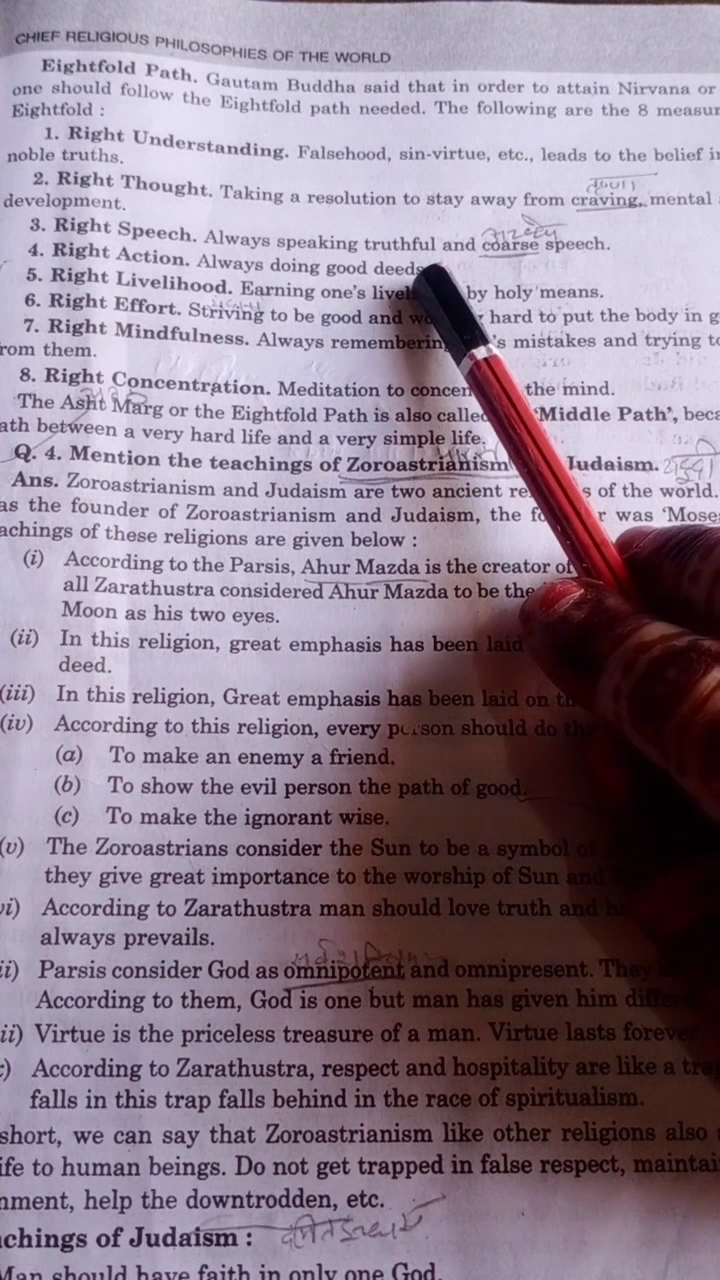 CHIEF RELIGIOUS PHILOSOPHIES OF THE WORLD
Eightfold Path. Gautam Buddha said that in order to attain Nirvana or
one should follow the Eightfold path needed. The following are the 8
Eightfold :
1. Right Understanding. Falsehood, sin-virtue, etc., leads to the belief
noble truths.
2. Right Thought. Taking a resolution to stay away from craving, mental
development.
3. Right Speech. Always speaking truthful and coarse speech.
4. Right Action. Always doing good deeds
5. Right Livelihood. Earning one's by holy means.
6. Right Effort. Striving to be good and hard to put the body in
7. Right Mindfulness. Always remembering 's mistakes and trying
rom them.
8. Right Concentration. Meditation to the mind.
The Asht Marg or the Eightfold Path is also called 'Middle Path',
ath between a very hard life and a very simple life.
Q. 4. Mention the teachings of Zoroastrianism Judaism.
Ans. Zoroastrianism and Judaism are two ancient of the world.
as the founder of Zoroastrianism and Judaism, the was 'Mose
achings of these religions are given below :
(i) According to the Parsis, Ahur Mazda is the creator of
all Zarathustra considered Ahur Mazda to be the
Moon as his two eyes.
(ii) In this religion, great emphasis has been laid
deed.
(iii) In this religion, Great emphasis has been laid on
(iv) According to this religion, every person should do
(a) To make an enemy a friend.
(b) To show the evil person the path of good.
(c) To make the ignorant wise.
(v) The Zoroastrians consider the Sun to be a symbol of
they give great importance to the worship of Sun and
vi) According to Zarathustra man should love truth and
always prevails.
ii) Parsis consider God as omnipotent and omnipresent. They
According to them, God is one but man has given him
ii) Virtue is the priceless treasure of a man. Virtue lasts forever
) According to Zarathustra, respect and hospitality are like a
falls in this trap falls behind in the race of spiritualism.
short, we can say that Zoroastrianism like other religions also
ife to human beings. Do not get trapped in false respect,
nment, help the downtrodden, etc.
chings of Judaism :
Man should have faith in only one God.